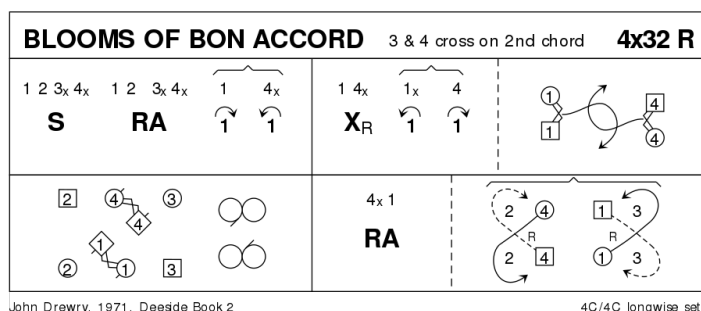 BLOOMS OF BON ACCORD 3 & 4 cross on 2nd chord 4x32 R
1 2 3x 4x 1 2 3x 4x 1 4x
S RA 1 1
1 4x 1x 4
XR 1 1
1 4
1 4
2 4 3
4
1
2 1 3
4x 1
RA
2 4 1 3
R R
2 4 1 3
John Drewry, 1971, Deeside Book 2 4C/4C longwise set